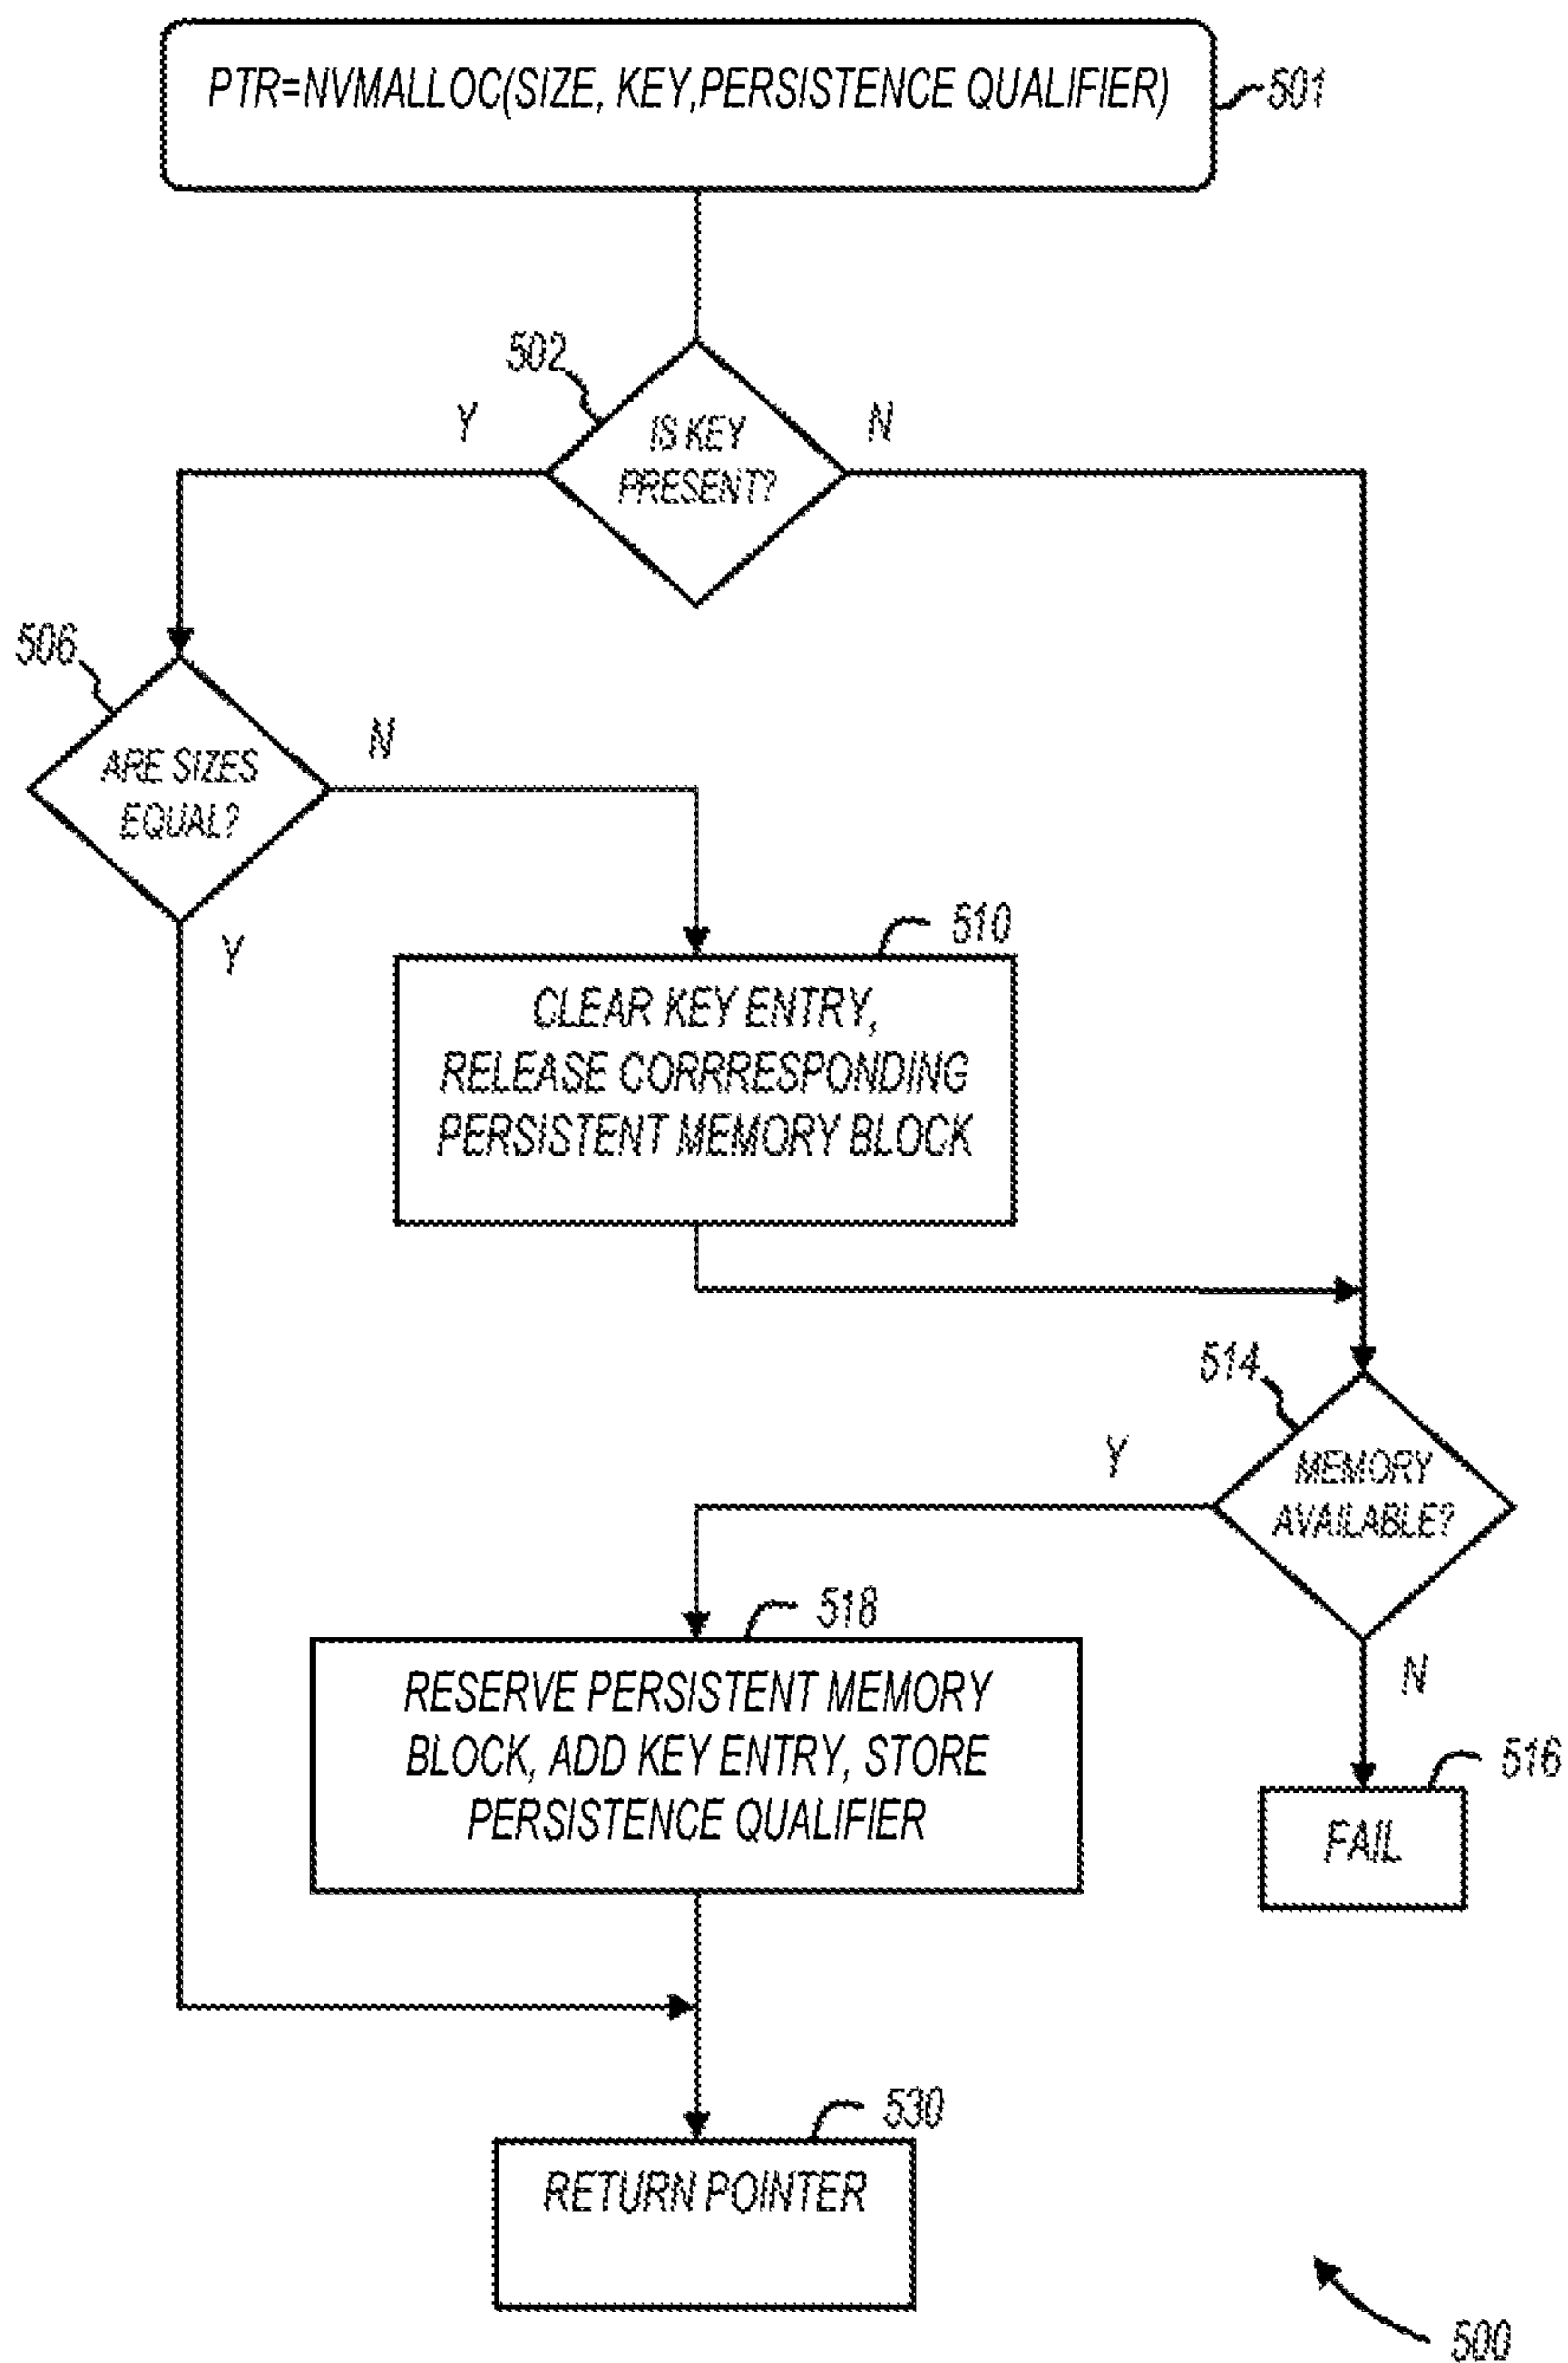 PTR=NVMALLOC(SIZE, KEY,PERSISTENCE QUALIFIER)
501
502
Y
N
IS KEY
PRESENT?
506
N
ARE SIZES
EQUAL?
Y
510
CLEAR KEY ENTRY,
RELEASE CORRRESPONDING
PERSISTENT MEMORY BLOCK
514
Y
MEMORY
AVAILABLE?
518
N
RESERVE PERSISTENT MEMORY
BLOCK, ADD KEY ENTRY, STORE
PERSISTENCE QUALIFIER
516
FAIL
530
RETURN POINTER
500